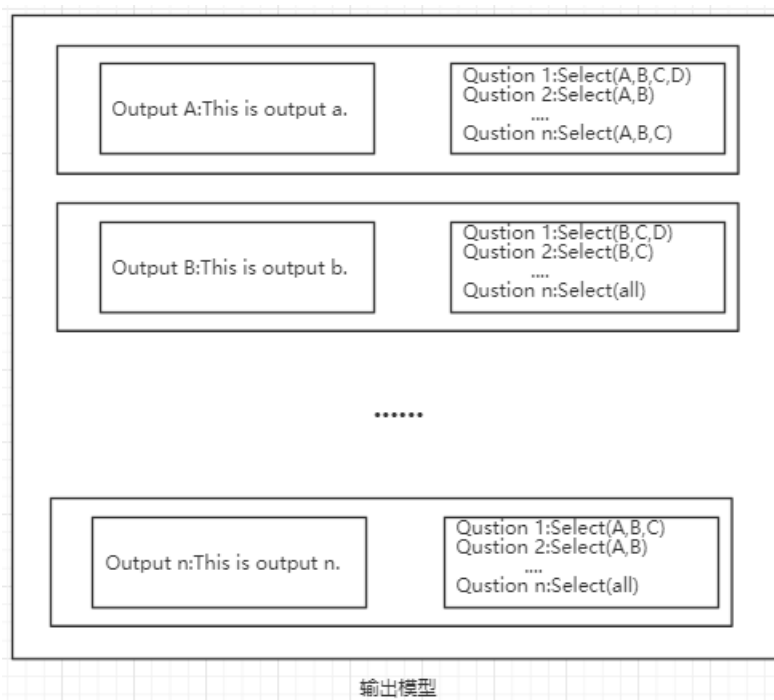 Output A:This is output a.
Qustion 1:Select(A,B,C,D)
Qustion 2:Select(A,B)
....
Qustion n:Select(A,B,C)
Output B:This is output b.
Qustion 1:Select(B,C,D)
Qustion 2:Select(B,C)
....
Qustion n:Select(all)
......
Output n:This is output n.
Qustion 1:Select(A,B,C)
Qustion 2:Select(A,B)
....
Qustion n:Select(all)
输出模型